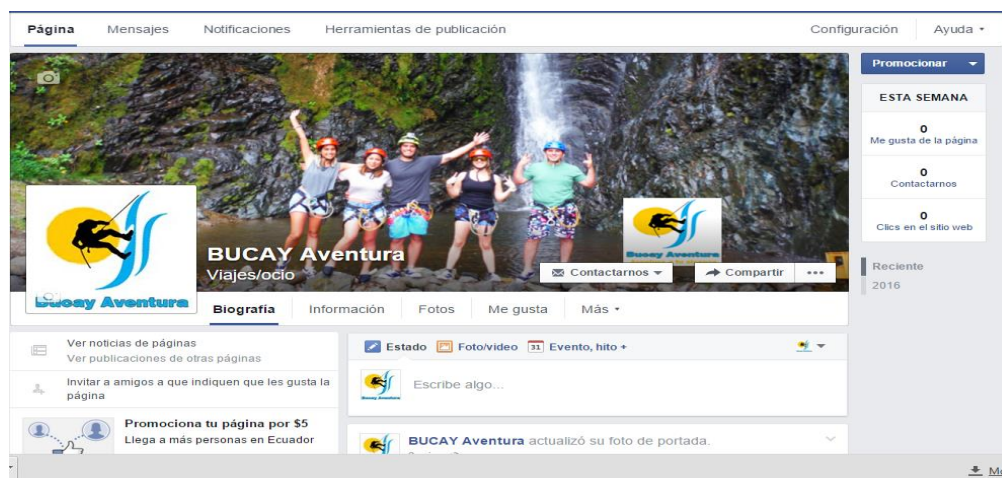 Página Mensajes Notificaciones Herramientas de publicación Configuración Ayuda
Promocionar
ESTA SEMANA
0
Me gusta de la página
0
Contactarnos
0
Clics en el sitio web
Reciente
2016
Bucay Aventura
BUCAY Aventura
Viajes/ocio
Bucay Aventura
Contactarnos Compartir
Biografía Información Fotos Me gusta Más
Ver noticias de páginas
Ver publicaciones de otras páginas
Invitar a amigos a que indiquen que les gusta la
página
Promociona tu página por $5
Llega a más personas en Ecuador
Estado Foto/video 31 Evento, hito +
Escribe algo...
BUCAY Aventura actualizó su foto de portada.